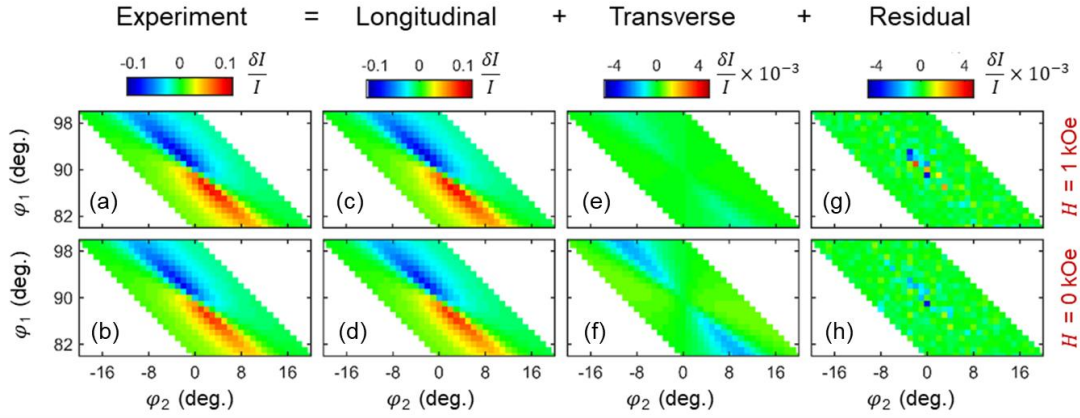 Experiment = Longitudinal + Transverse + Residual
-0.1 0 0.1 δI/I -0.1 0 0.1 δI/I -4 0 4 δI/I × 10⁻³ -4 0 4 δI/I × 10⁻³
98 90 82 φ₁ (deg.) (a) (c) (e) (g) H = 1 kOe
98 90 82 φ₁ (deg.) (b) (d) (f) (h) H = 0 kOe
-16 -8 0 8 16 -16 -8 0 8 16 -16 -8 0 8 16 -16 -8 0 8 16
φ₂ (deg.) φ₂ (deg.) φ₂ (deg.) φ₂ (deg.)